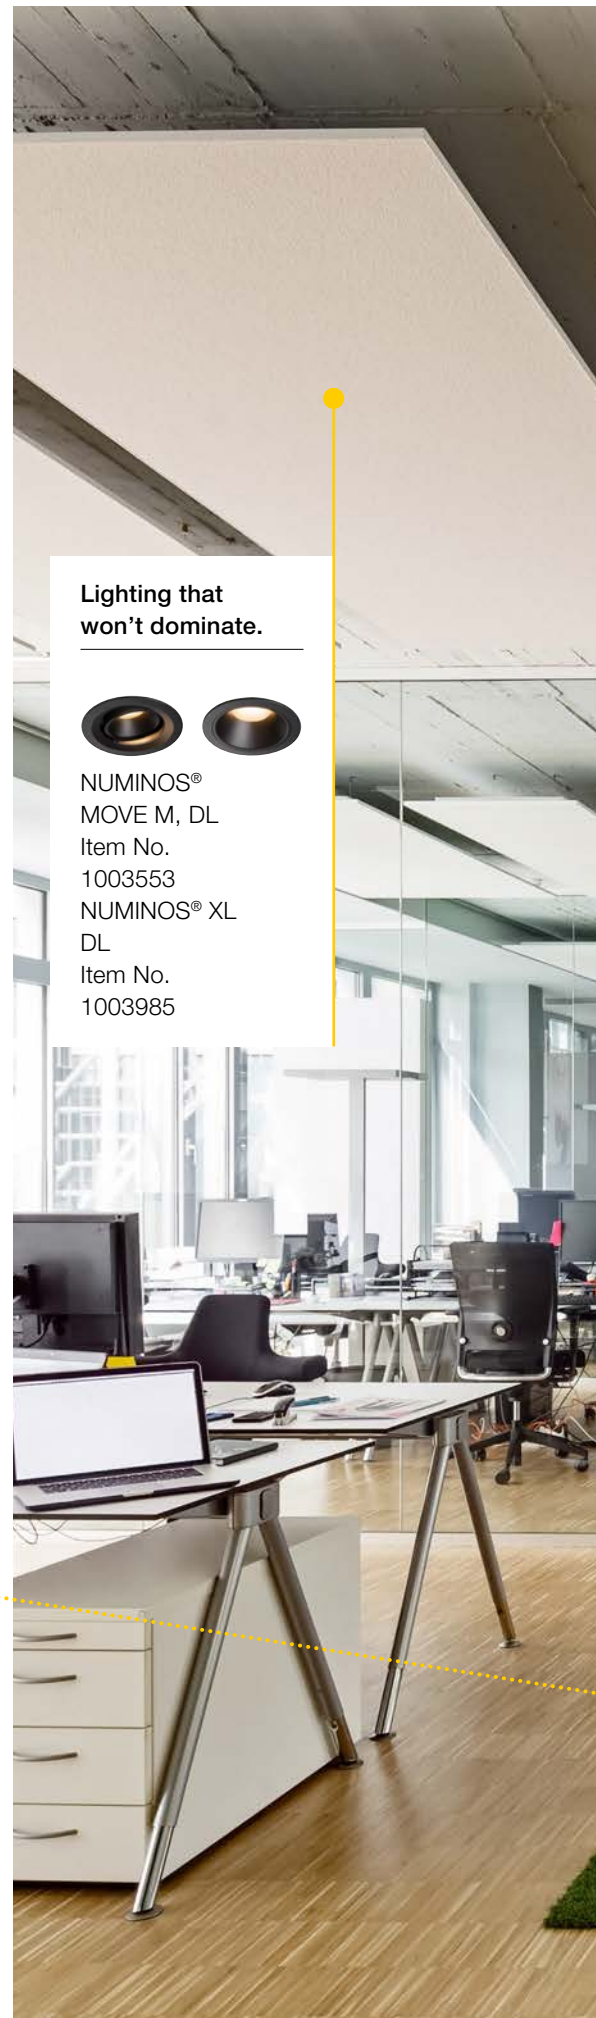 Lighting that
won’t dominate.
NUMINOS®
MOVE M, DL
Item No.
1003553
NUMINOS® XL
DL
Item No.
1003985